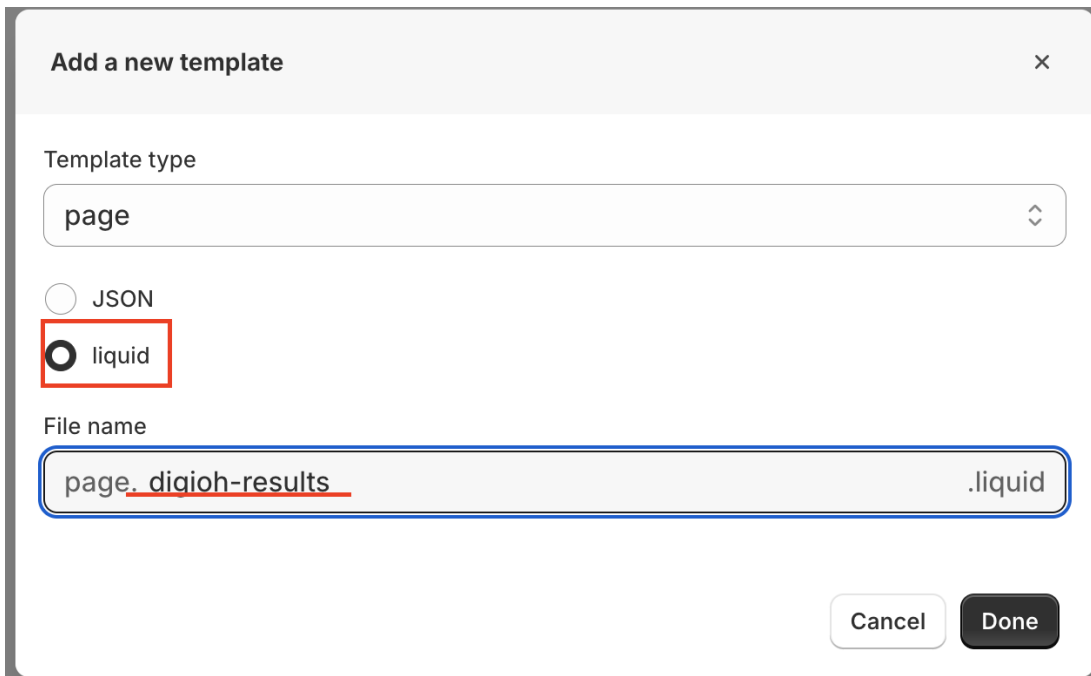 Add a new template
Template type
page
JSON
liquid
File name
page. digioh-results .liquid
Cancel Done